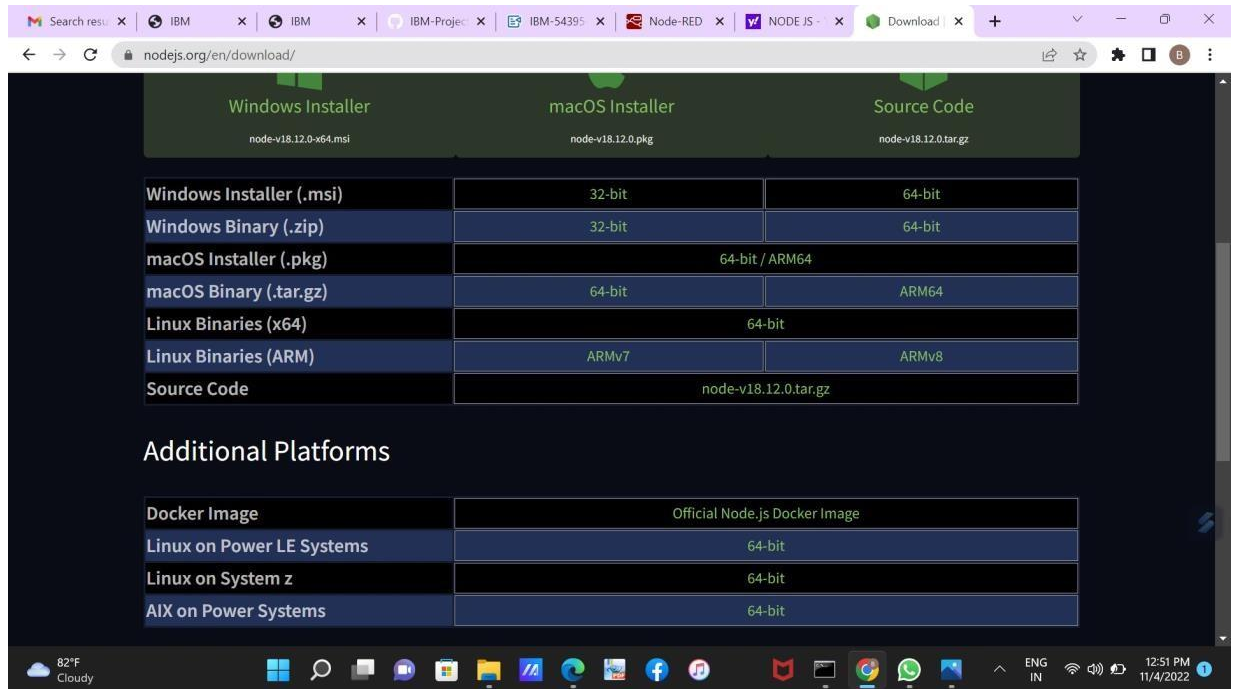 Search resu
IBM
IBM
IBM-Projec
IBM-54395-
Node-RED
NODE JS -
Download
nodejs.org/en/download/
B
Windows Installer macOS Installer Source Code
node-v18.12.0-x64.msi node-v18.12.0.pkg node-v18.12.0.tar.gz
Windows Installer (.msi) 32-bit 64-bit
Windows Binary (.zip) 32-bit 64-bit
macOS Installer (.pkg) 64-bit / ARM64
macOS Binary (.tar.gz) 64-bit ARM64
Linux Binaries (x64) 64-bit
Linux Binaries (ARM) ARMv7 ARMv8
Source Code node-v18.12.0.tar.gz
Additional Platforms
Docker Image Official Node.js Docker Image
Linux on Power LE Systems 64-bit
Linux on System z 64-bit
AIX on Power Systems 64-bit
82°F
Cloudy
ENG
IN
12:51 PM
11/4/2022
1